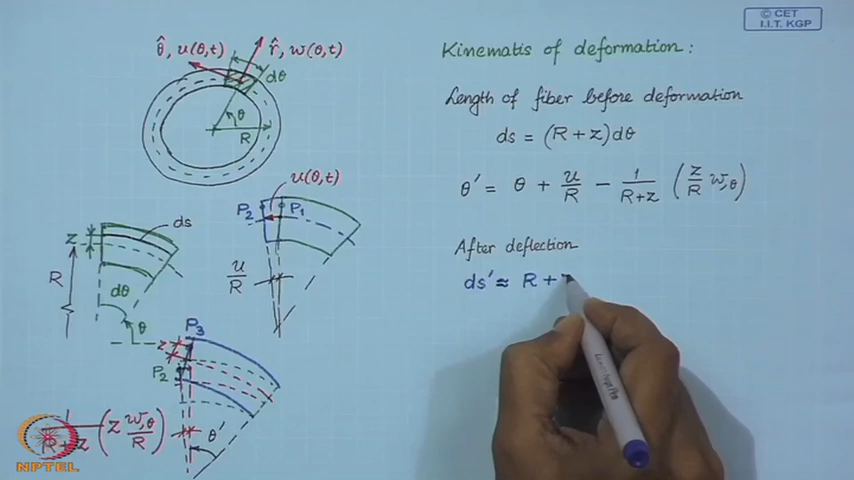 © CET
I.I.T. KGP
θ̂, u(θ,t)
r̂, w(θ,t)
dθ
θ
R
Kinematis of deformation :
Length of fiber before deformation
ds = (R + z) dθ
θ' = θ + u/R − 1/(R+z) (z/R w,θ)
After deflection
ds' ≈ R +
u(θ,t)
P₂
P₁
u/R
z
ds
R
dθ
θ
P₃
z
P₂
θ'
1/(R+z) (z w,θ/R)
NPTEL